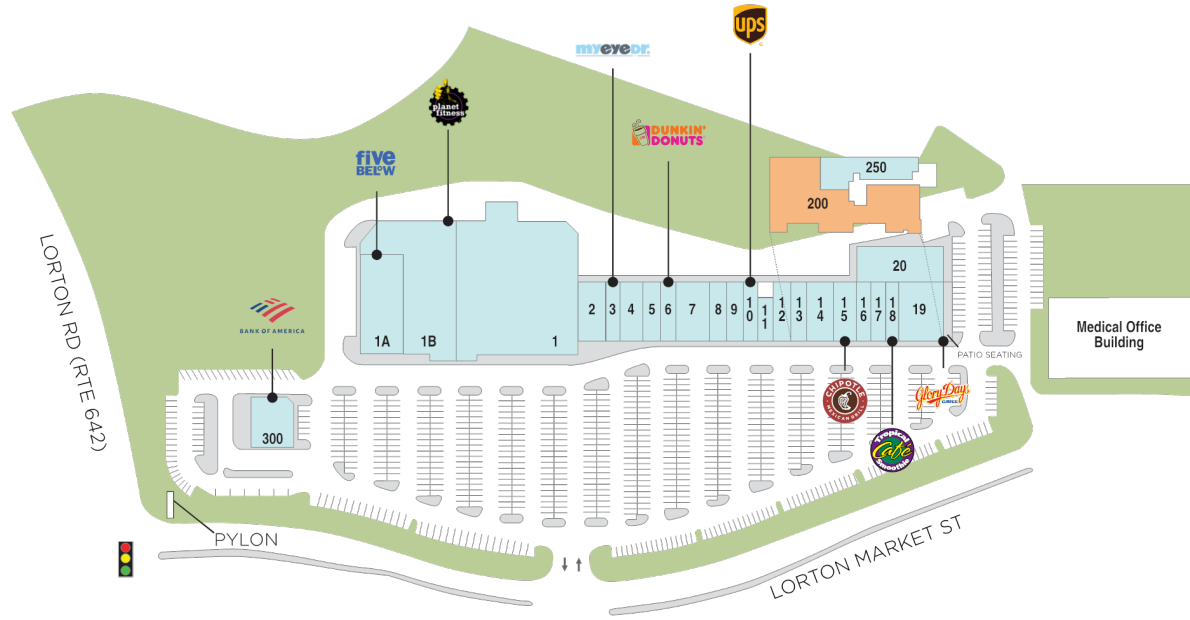 ups
myeyeDr.
planet
fitness
DUNKIN'
DONUTS
five
BEL°W
250
200
LORTON RD (RTE 642)
20
2
3
4
5
6
7
8
9
10
11
12
13
14
15
16
17
18
19
BANK OF AMERICA
1A
1B
1
Medical Office
Building
PATIO SEATING
CHIPOTLE
MEXICAN GRILL
Glory Days
GRILL
300
Tropical
Cafe
Smoothie
PYLON
LORTON MARKET ST